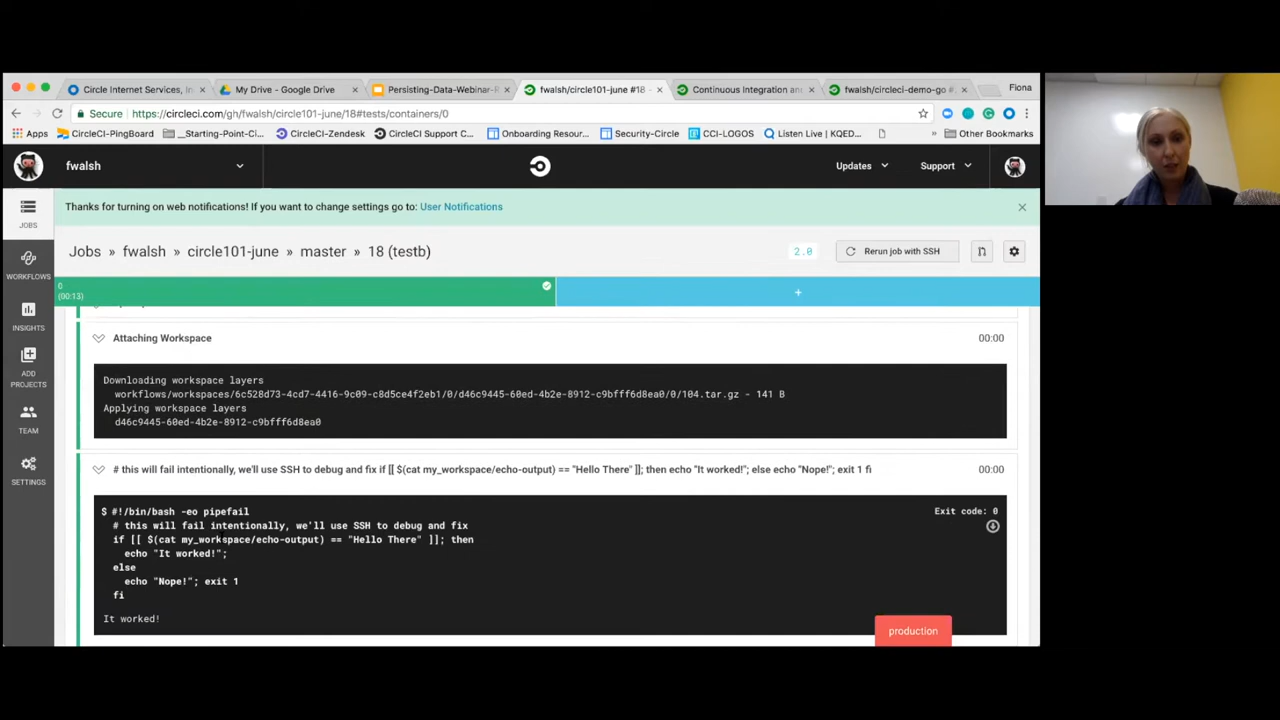 Circle Internet Services, In
My Drive - Google Drive
Persisting-Data-Webinar-R
fwalsh/circle101-june #18 -
Continuous Integration and
fwalsh/circleci-demo-go #
Fiona
Secure
https://circleci.com/gh/fwalsh/circle101-june/18#tests/containers/0
Apps
CircleCI-PingBoard
__Starting-Point-Ci
CircleCI-Zendesk
CircleCI Support C...
Onboarding Resour...
Security-Circle
CCI-LOGOS
Listen Live | KQED...
Other Bookmarks
fwalsh
Updates
Support
JOBS
Thanks for turning on web notifications! If you want to change settings go to: User Notifications
Jobs » fwalsh » circle101-june » master » 18 (testb)
2.0
Rerun job with SSH
WORKFLOWS
0
(00:13)
+
INSIGHTS
Attaching Workspace
00:00
ADD
PROJECTS
Downloading workspace layers
workflows/workspaces/6c528d73-4cd7-4416-9c09-c8d5ce4f2eb1/0/d46c9445-60ed-4b2e-8912-c9bfff6d8ea0/0/104.tar.gz - 141 B
Applying workspace layers
d46c9445-60ed-4b2e-8912-c9bfff6d8ea0
TEAM
# this will fail intentionally, we'll use SSH to debug and fix if [[ $(cat my_workspace/echo-output) == "Hello There" ]]; then echo "It worked!"; else echo "Nope!"; exit 1 fi
00:00
SETTINGS
$ #!/bin/bash -eo pipefail
Exit code: 0
# this will fail intentionally, we'll use SSH to debug and fix
if [[ $(cat my_workspace/echo-output) == "Hello There" ]]; then
echo "It worked!";
else
echo "Nope!"; exit 1
fi
It worked!
production